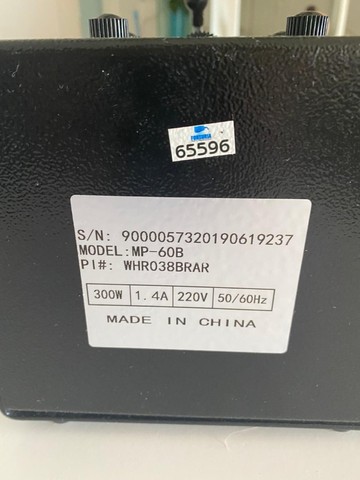 65596
S/N: 9000057320190619237
MODEL:MP-60B
PI#: WHR038BRAR
300W 1.4A 220V 50/60Hz
MADE IN CHINA